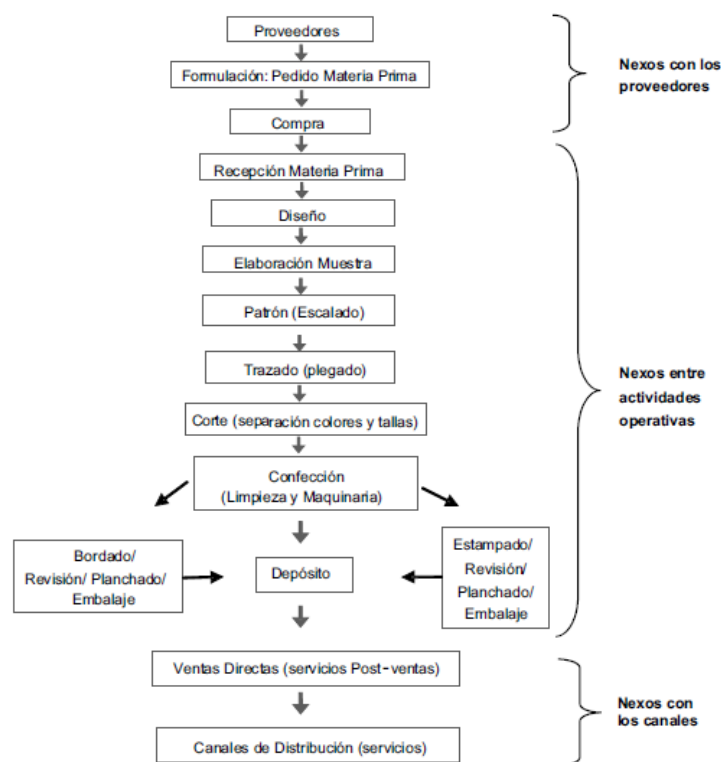 Proveedores
Formulación: Pedido Materia Prima
Compra
Nexos con los
proveedores
Recepción Materia Prima
Diseño
Elaboración Muestra
Patrón (Escalado)
Trazado (plegado)
Corte (separación colores y tallas)
Confección
(Limpieza y Maquinaria)
Bordado/
Revisión/ Planchado/
Embalaje
Depósito
Estampado/
Revisión/
Planchado/
Embalaje
Nexos entre
actividades
operativas
Ventas Directas (servicios Post-ventas)
Canales de Distribución (servicios)
Nexos con
los canales